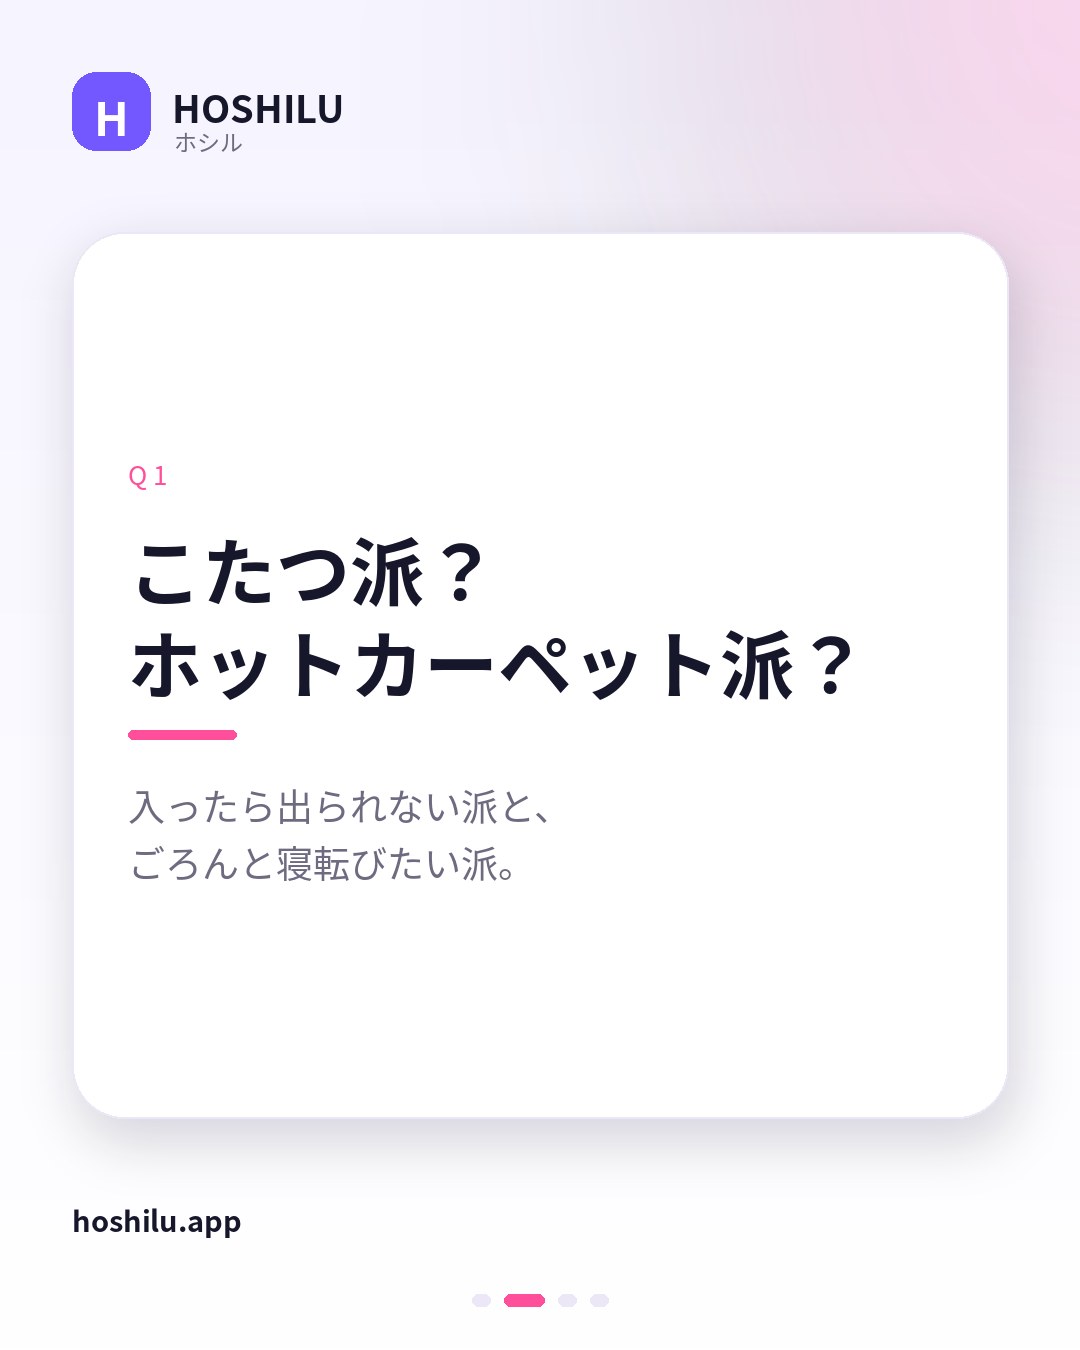 H
HOSHILU
ホシル
Q1
こたつ派？
ホットカーペット派？
入ったら出られない派と、
ごろんと寝転びたい派。
hoshilu.app